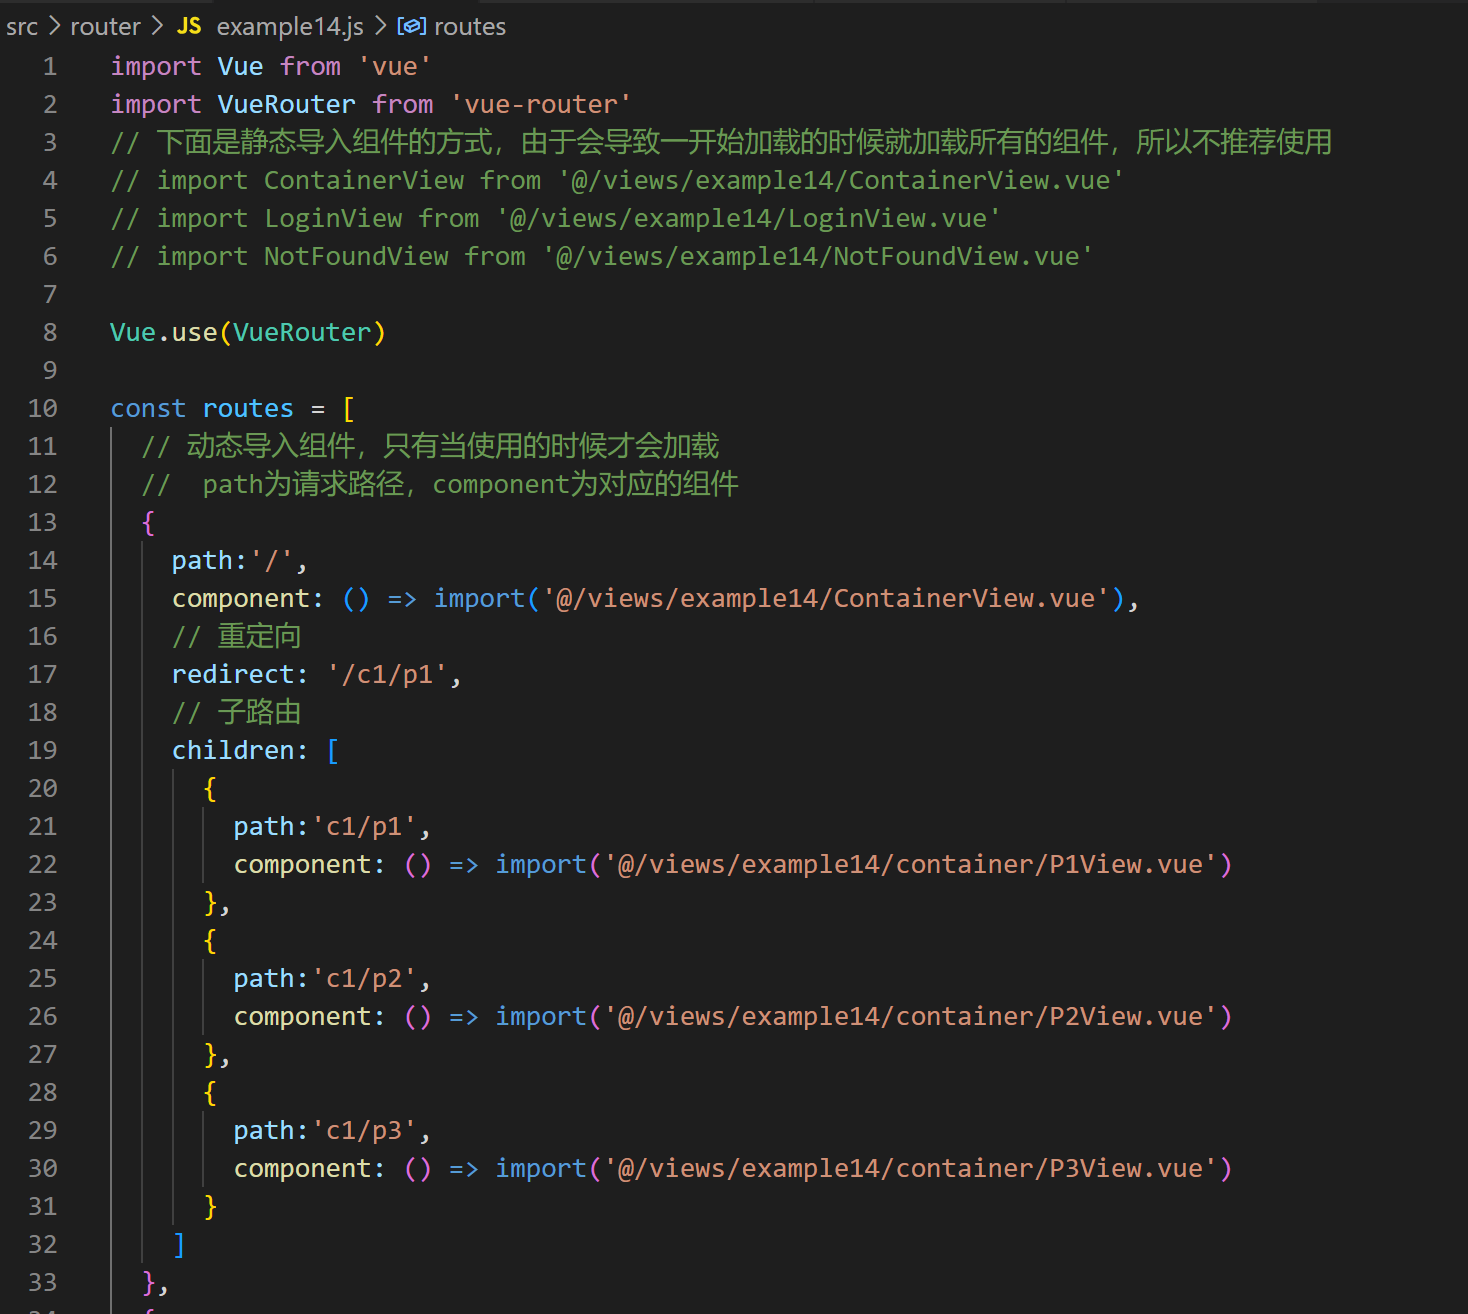 src > router > JS example14.js > routes
1 import Vue from 'vue'
2 import VueRouter from 'vue-router'
3 // 下面是静态导入组件的方式，由于会导致一开始加载的时候就加载所有的组件，所以不推荐使用
4 // import ContainerView from '@/views/example14/ContainerView.vue'
5 // import LoginView from '@/views/example14/LoginView.vue'
6 // import NotFoundView from '@/views/example14/NotFoundView.vue'
7
8 Vue.use(VueRouter)
9
10 const routes = [
11   // 动态导入组件，只有当使用的时候才会加载
12   //  path为请求路径，component为对应的组件
13   {
14     path:'/',
15     component: () => import('@/views/example14/ContainerView.vue'),
16     // 重定向
17     redirect: '/c1/p1',
18     // 子路由
19     children: [
20       {
21         path:'c1/p1',
22         component: () => import('@/views/example14/container/P1View.vue')
23       },
24       {
25         path:'c1/p2',
26         component: () => import('@/views/example14/container/P2View.vue')
27       },
28       {
29         path:'c1/p3',
30         component: () => import('@/views/example14/container/P3View.vue')
31       }
32     ]
33   },